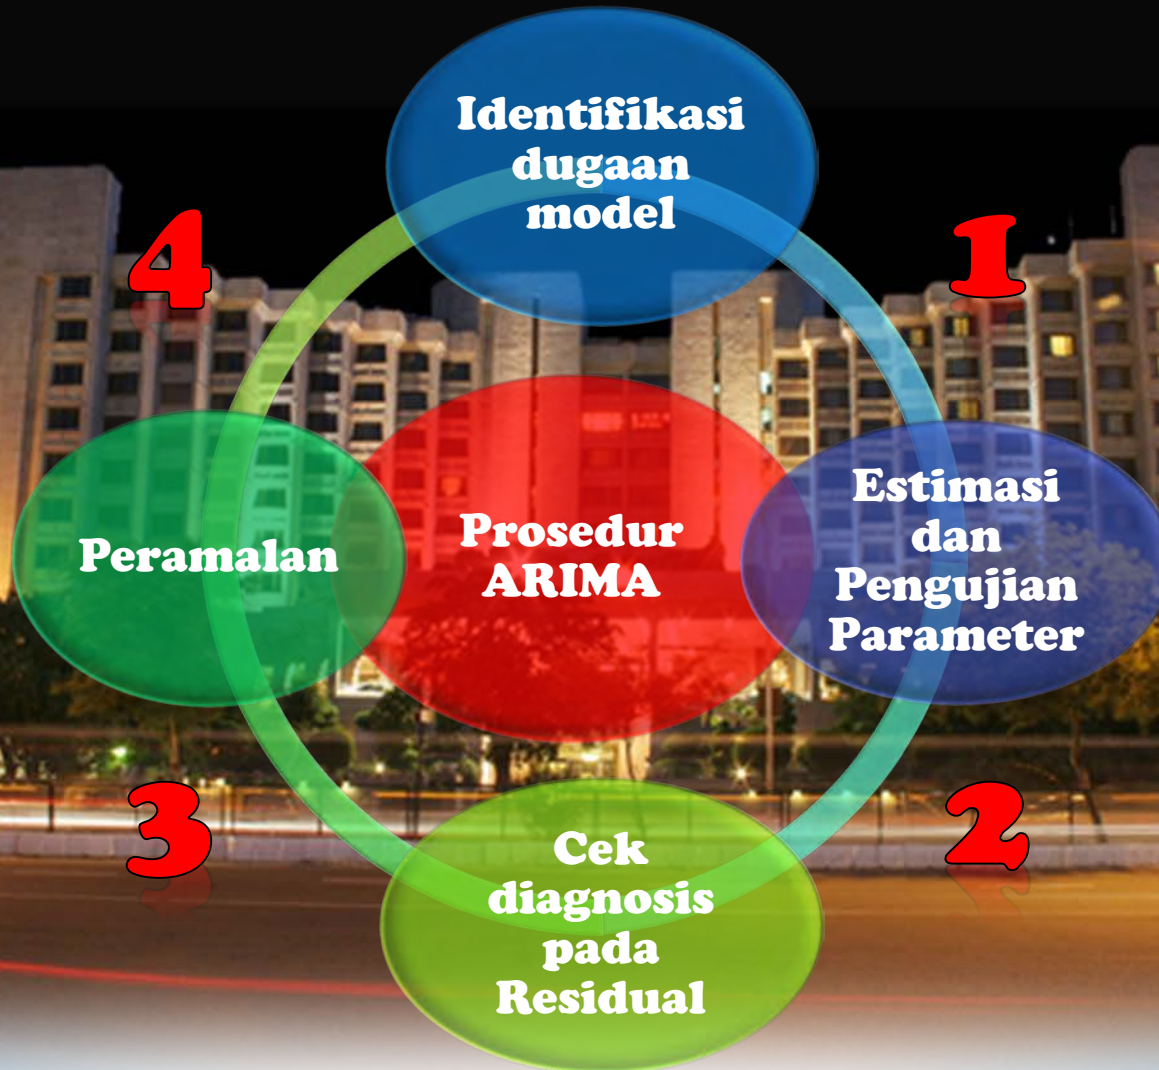 Identifikasi
dugaan
model
4
1
Peramalan
Prosedur
ARIMA
Estimasi
dan
Pengujian
Parameter
3
2
Cek
diagnosis
pada
Residual